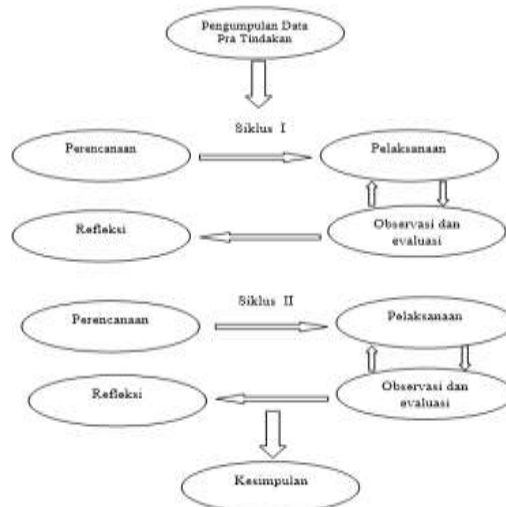 Pengumpulan Data
Pra Tindakan
Siklus I
Perencanaan
Pelaksanaan
Refleksi
Observasi dan
evaluasi
Siklus II
Perencanaan
Pelaksanaan
Refleksi
Observasi dan
evaluasi
Kesimpulan